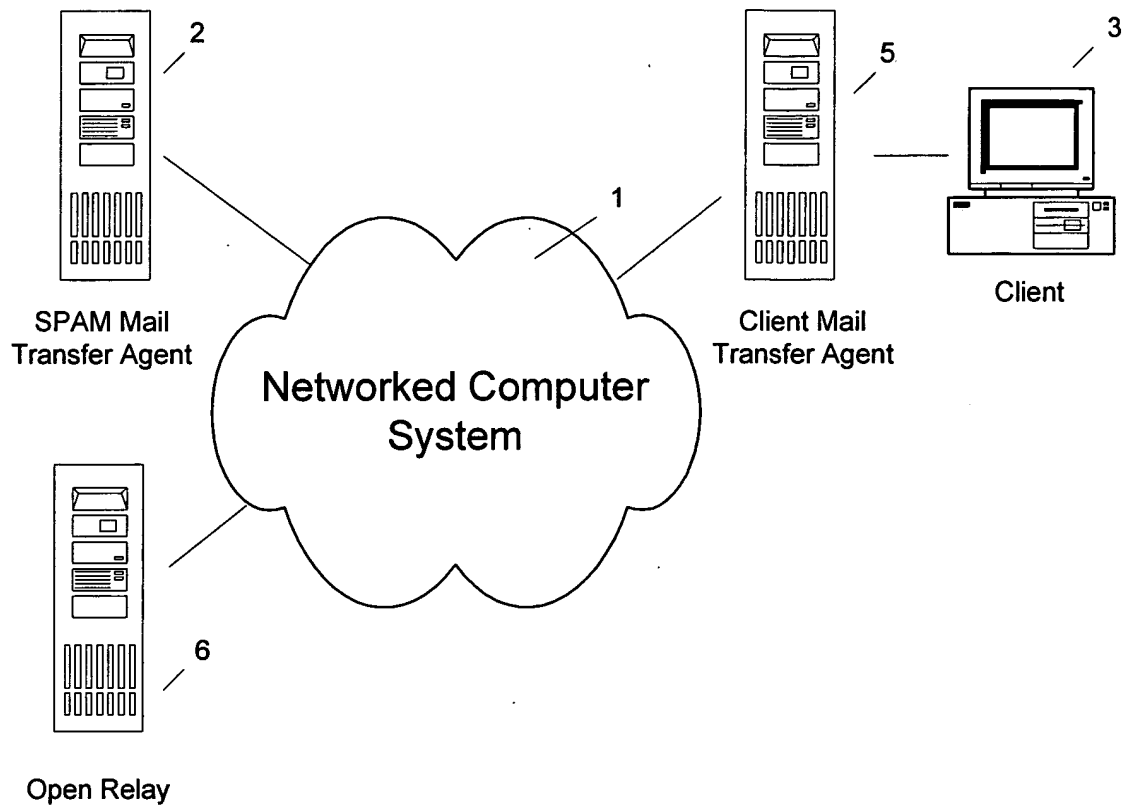 2
5
3
1
SPAM Mail
Transfer Agent
Client Mail
Transfer Agent
Client
Networked Computer
System
6
Open Relay